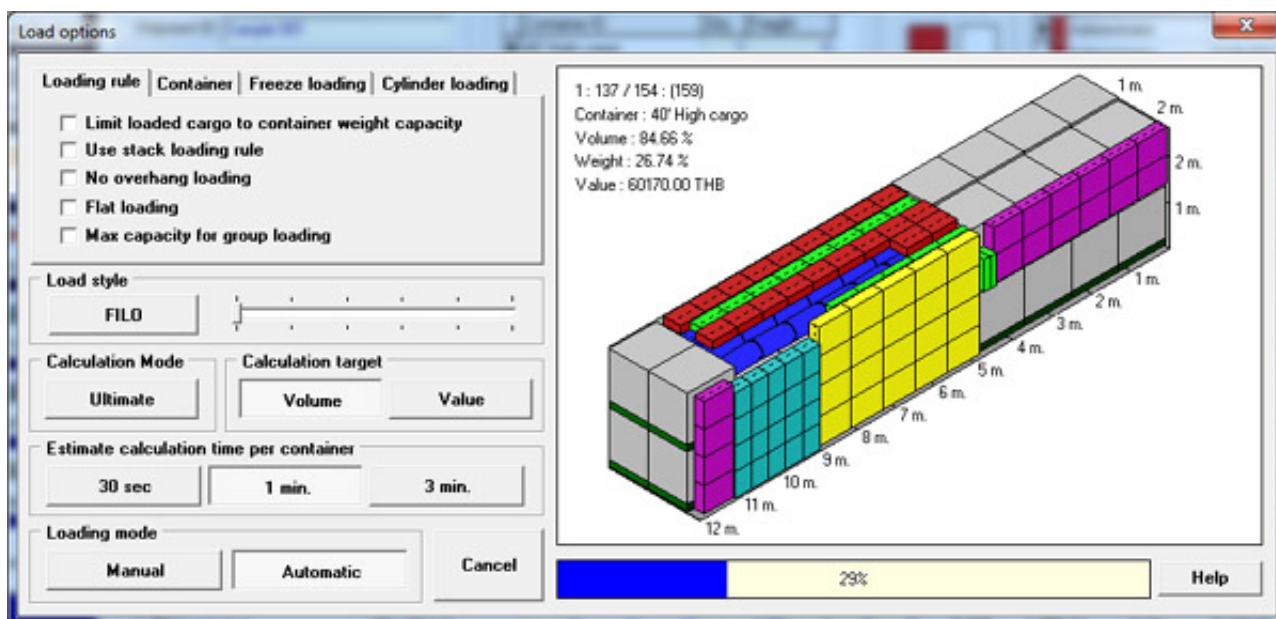 Load options
Loading rule Container Freeze loading Cylinder loading
Limit loaded cargo to container weight capacity
Use stack loading rule
No overhang loading
Flat loading
Max capacity for group loading
Load style
FILO
Calculation Mode
Ultimate
Calculation target
Volume Value
Estimate calculation time per container
30 sec 1 min. 3 min.
Loading mode
Manual Automatic
Cancel
1 : 137 / 154 : (159)
Container : 40' High cargo
Volume : 84.66 %
Weight : 26.74 %
Value : 60170.00 THB
1 m.
2 m.
2 m.
1 m.
1 m.
2 m.
3 m.
4 m.
5 m.
6 m.
7 m.
8 m.
9 m.
10 m.
11 m.
12 m.
29%
Help